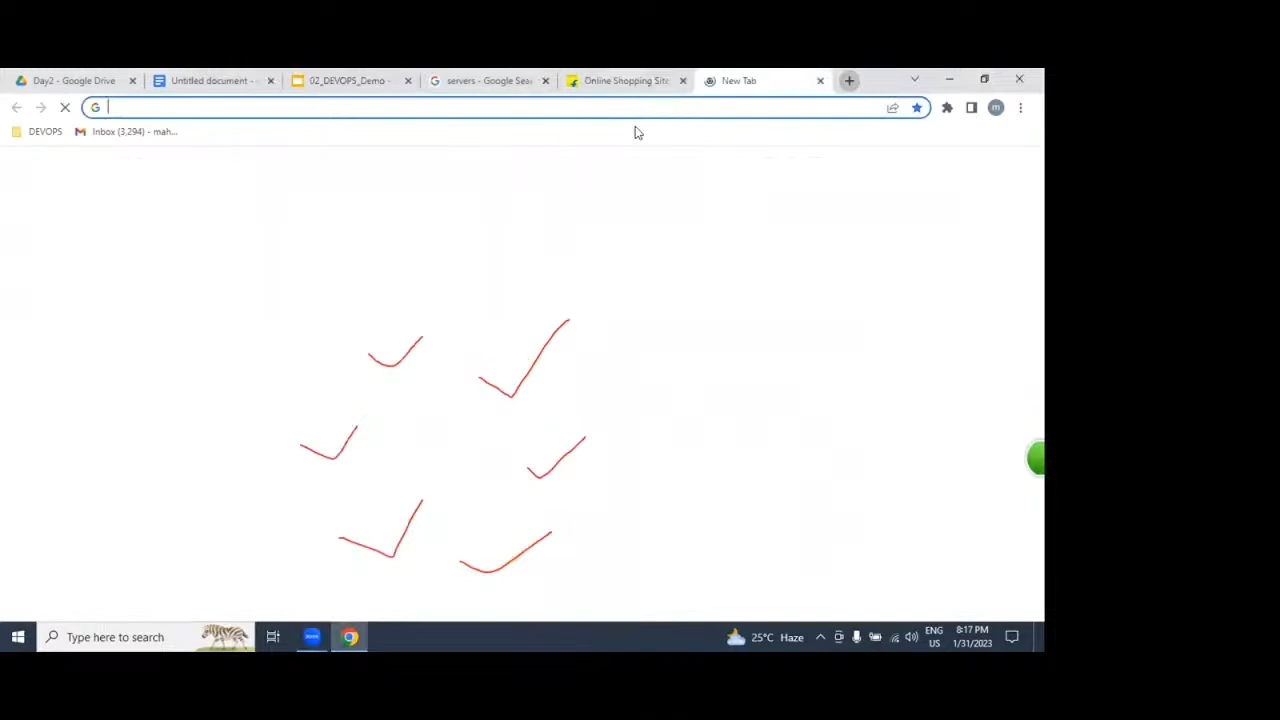 Day2 - Google Drive Untitled document - 02_DEVOPS_Demo - servers - Google Sea Online Shopping Site New Tab
DEVOPS Inbox (3,294) - mah...
Type here to search 25°C Haze ENG US 8:17 PM 1/31/2023